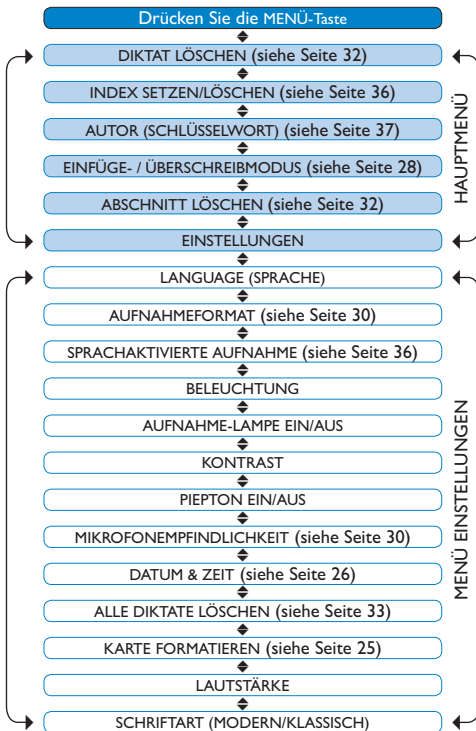 Drücken Sie die MENÜ-Taste
DIKTAT LÖSCHEN (siehe Seite 32)
INDEX SETZEN/LÖSCHEN (siehe Seite 36)
AUTOR (SCHLÜSSELWORT) (siehe Seite 37)
EINFÜGE- / ÜBERSCHREIBMODUS (siehe Seite 28)
ABSCHNITT LÖSCHEN (siehe Seite 32)
EINSTELLUNGEN
HAUPTMENÜ
LANGUAGE (SPRACHE)
AUFNAHMEFORMAT (siehe Seite 30)
SPRACHAKTIVIERTE AUFNAHME (siehe Seite 36)
BELEUCHTUNG
AUFNAHME-LAMPE EIN/AUS
KONTRAST
PIEPTON EIN/AUS
MIKROFONEMPFINDLICHKEIT (siehe Seite 30)
DATUM & ZEIT (siehe Seite 26)
ALLE DIKTATE LÖSCHEN (siehe Seite 33)
KARTE FORMATIEREN (siehe Seite 25)
LAUTSTÄRKE
SCHRIFTART (MODERN/KLASSISCH)
MENÜ EINSTELLUNGEN